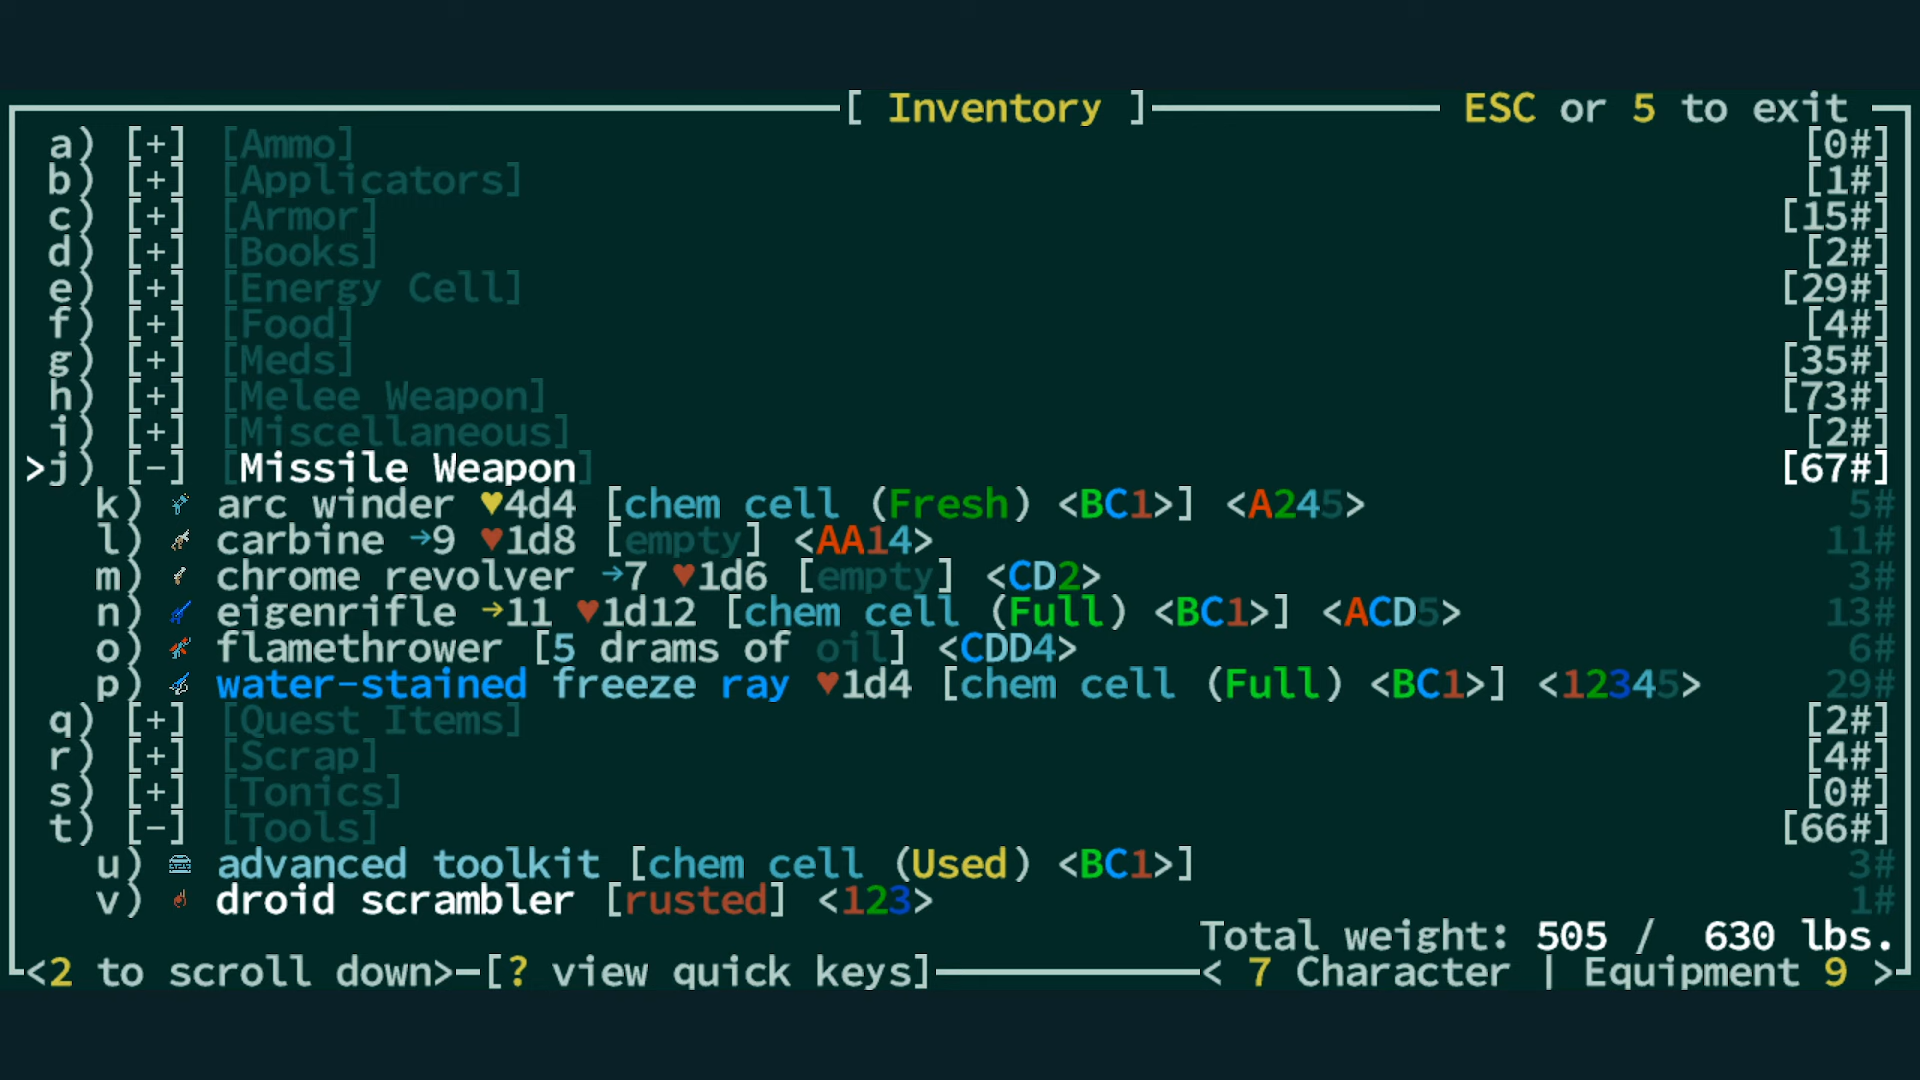 [ Inventory ] ESC or 5 to exit
a) [+] [Ammo] [0#]
b) [+] [Applicators] [1#]
c) [+] [Armor] [15#]
d) [+] [Books] [2#]
e) [+] [Energy Cell] [29#]
f) [+] [Food] [4#]
g) [+] [Meds] [35#]
h) [+] [Melee Weapon] [73#]
i) [+] [Miscellaneous] [2#]
>j) [-] [Missile Weapon] [67#]
k) arc winder ♥4d4 [chem cell (Fresh) <BC1>] <A245> 5#
l) carbine →9 ♥1d8 [empty] <AA14> 11#
m) chrome revolver →7 ♥1d6 [empty] <CD2> 3#
n) eigenrifle →11 ♥1d12 [chem cell (Full) <BC1>] <ACD5> 13#
o) flamethrower [5 drams of oil] <CDD4> 6#
p) water-stained freeze ray ♥1d4 [chem cell (Full) <BC1>] <12345> 29#
q) [+] [Quest Items] [2#]
r) [+] [Scrap] [4#]
s) [+] [Tonics] [0#]
t) [-] [Tools] [66#]
u) advanced toolkit [chem cell (Used) <BC1>] 3#
v) droid scrambler [rusted] <123> 1#
Total weight: 505 / 630 lbs.
<2 to scroll down> [? view quick keys] < 7 Character | Equipment 9 >